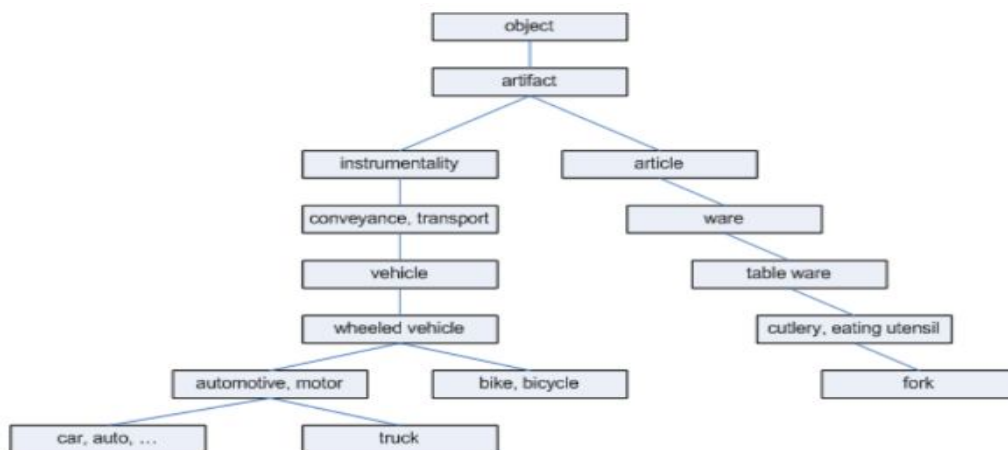 object
artifact
instrumentality
article
conveyance, transport
ware
vehicle
table ware
wheeled vehicle
cutlery, eating utensil
automotive, motor
bike, bicycle
fork
car, auto, …
truck